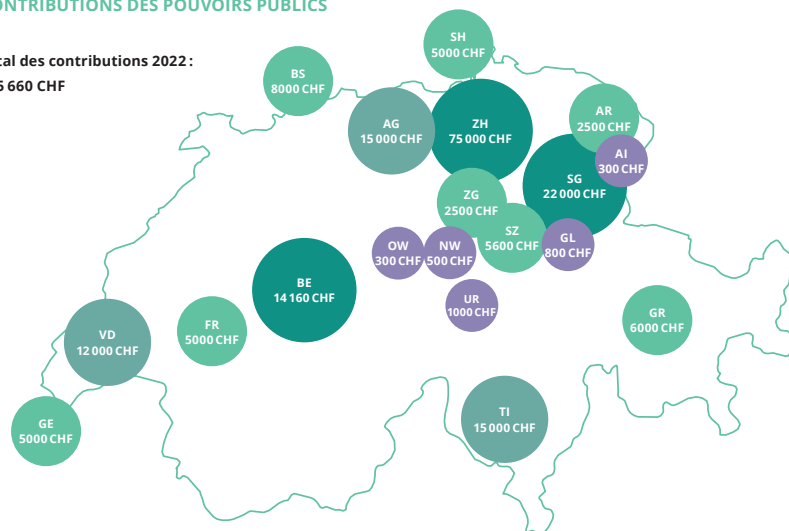 ONTRIBUTIONS DES POUVOIRS PUBLICS
tal des contributions 2022 :
5 660 CHF
SH
5000 CHF
BS
8000 CHF
AG
15 000 CHF
ZH
75 000 CHF
AR
2500 CHF
AI
300 CHF
SG
22 000 CHF
ZG
2500 CHF
SZ
5600 CHF
OW
300 CHF
NW
500 CHF
GL
800 CHF
BE
14 160 CHF
UR
1000 CHF
VD
12 000 CHF
FR
5000 CHF
GR
6000 CHF
GE
5000 CHF
TI
15 000 CHF